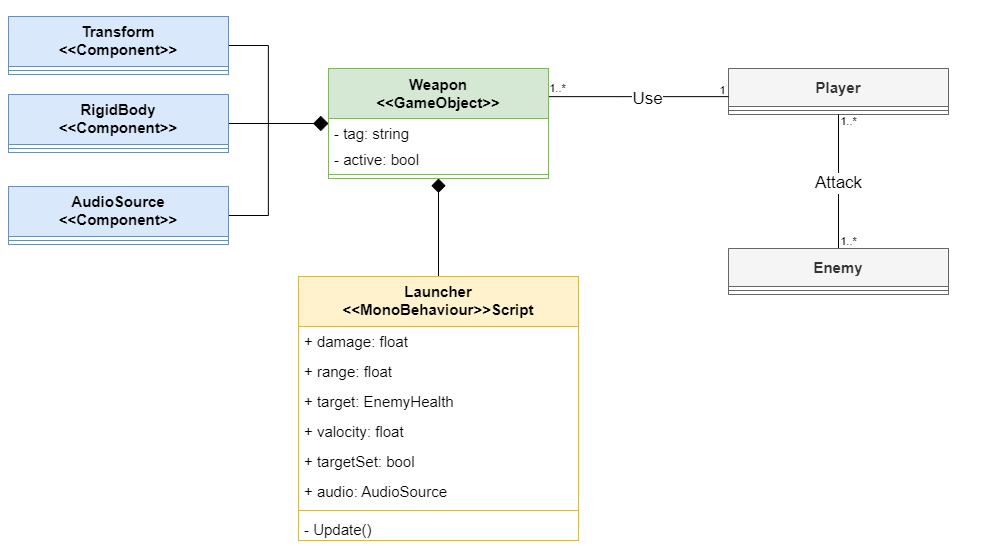 Transform
<<Component>>
RigidBody
<<Component>>
AudioSource
<<Component>>
Weapon
<<GameObject>>
- tag: string
- active: bool
1..*
Use
1
Player
1..*
Attack
1..*
Enemy
Launcher
<<MonoBehaviour>>Script
+ damage: float
+ range: float
+ target: EnemyHealth
+ valocity: float
+ targetSet: bool
+ audio: AudioSource
- Update()